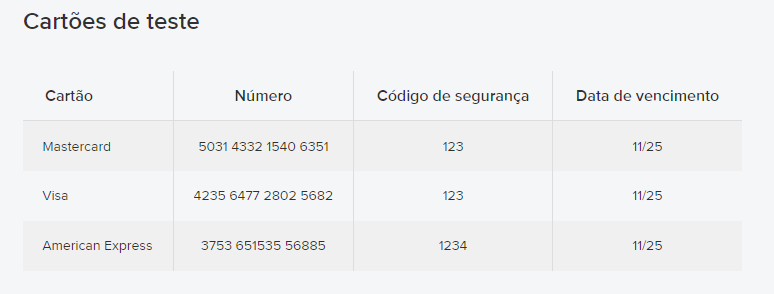 Cartões de teste
Cartão Número Código de segurança Data de vencimento
Mastercard 5031 4332 1540 6351 123 11/25
Visa 4235 6477 2802 5682 123 11/25
American Express 3753 651535 56885 1234 11/25